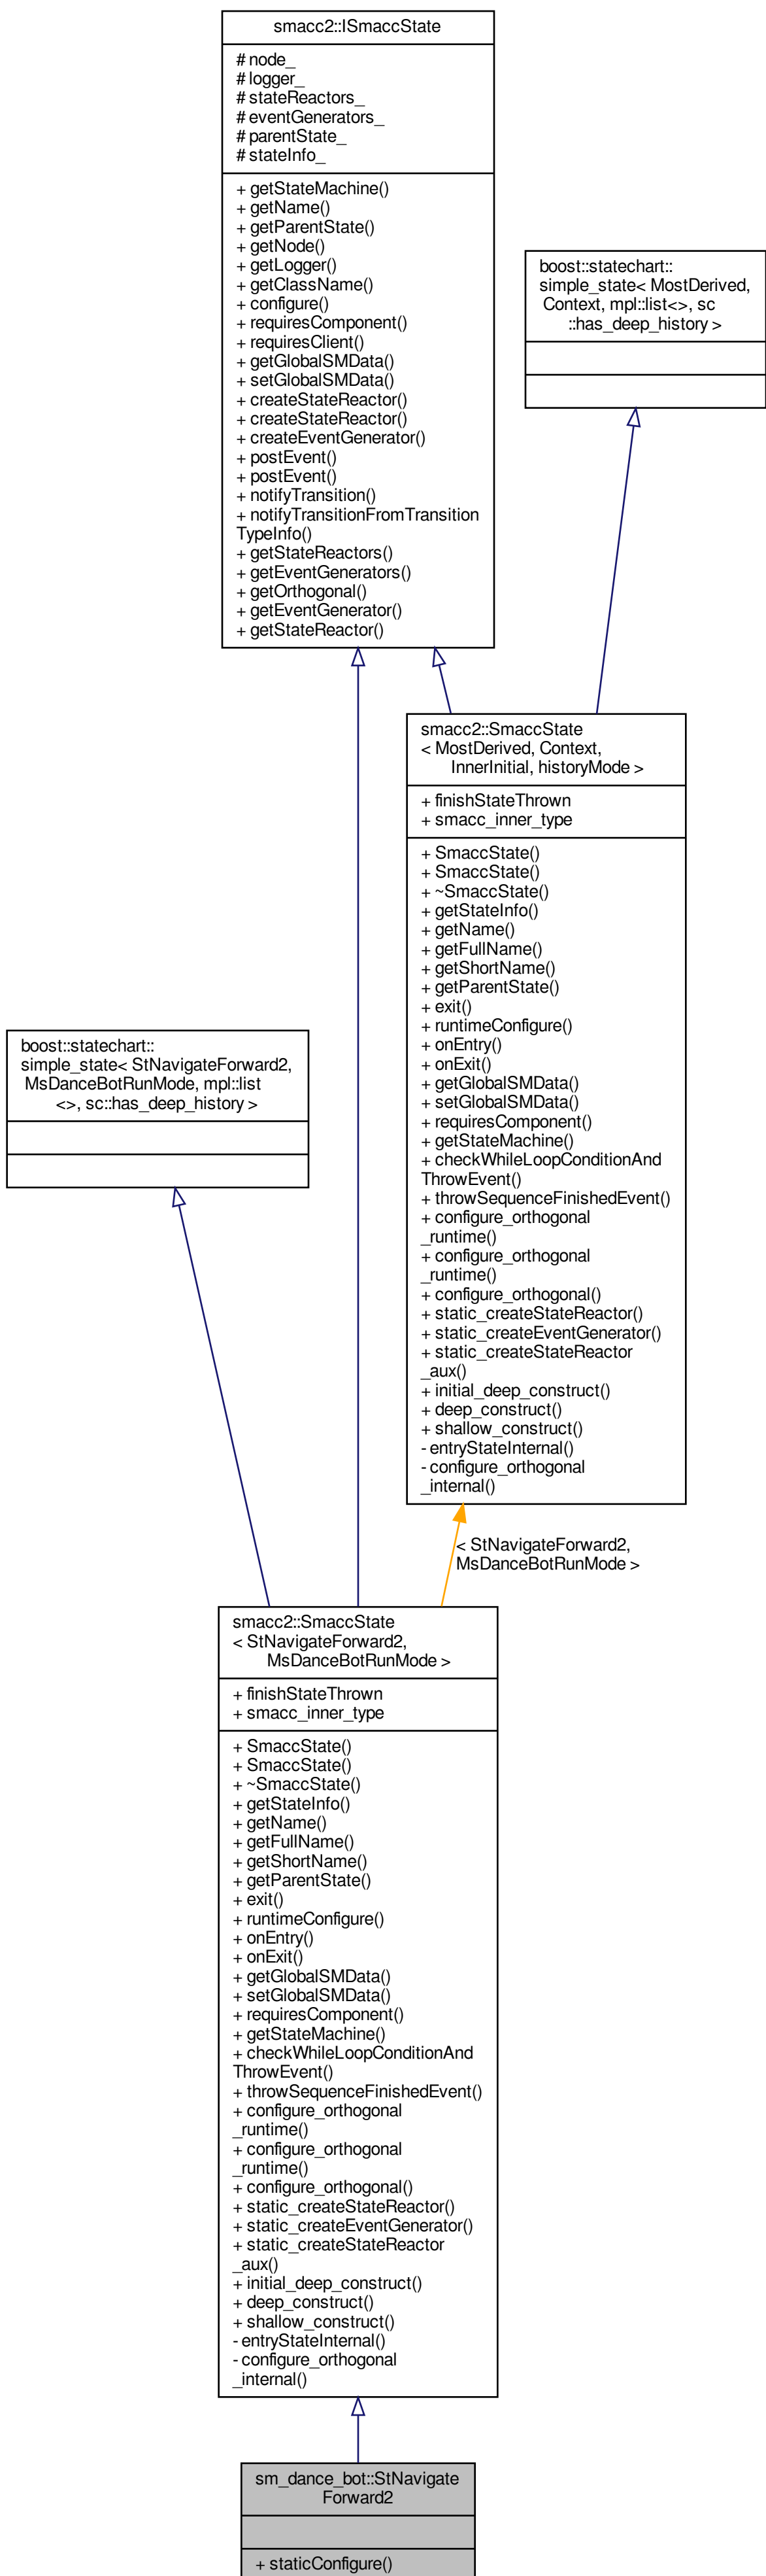 smacc2::ISmaccState
# node_
# logger_
# stateReactors_
# eventGenerators_
# parentState_
# stateInfo_
+ getStateMachine()
+ getName()
+ getParentState()
+ getNode()
+ getLogger()
+ getClassName()
+ configure()
+ requiresComponent()
+ requiresClient()
+ getGlobalSMData()
+ setGlobalSMData()
+ createStateReactor()
+ createStateReactor()
+ createEventGenerator()
+ postEvent()
+ postEvent()
+ notifyTransition()
+ notifyTransitionFromTransition
TypeInfo()
+ getStateReactors()
+ getEventGenerators()
+ getOrthogonal()
+ getEventGenerator()
+ getStateReactor()
boost::statechart::
simple_state< MostDerived,
Context, mpl::list<>, sc
::has_deep_history >
smacc2::SmaccState
< MostDerived, Context,
InnerInitial, historyMode >
+ finishStateThrown
+ smacc_inner_type
+ SmaccState()
+ SmaccState()
+ ~SmaccState()
+ getStateInfo()
+ getName()
+ getFullName()
+ getShortName()
+ getParentState()
+ exit()
+ runtimeConfigure()
+ onEntry()
+ onExit()
+ getGlobalSMData()
+ setGlobalSMData()
+ requiresComponent()
+ getStateMachine()
+ checkWhileLoopConditionAnd
ThrowEvent()
+ throwSequenceFinishedEvent()
+ configure_orthogonal
_runtime()
+ configure_orthogonal
_runtime()
+ configure_orthogonal()
+ static_createStateReactor()
+ static_createEventGenerator()
+ static_createStateReactor
_aux()
+ initial_deep_construct()
+ deep_construct()
+ shallow_construct()
- entryStateInternal()
- configure_orthogonal
_internal()
boost::statechart::
simple_state< StNavigateForward2,
MsDanceBotRunMode, mpl::list
<>, sc::has_deep_history >
< StNavigateForward2,
MsDanceBotRunMode >
smacc2::SmaccState
< StNavigateForward2,
MsDanceBotRunMode >
+ finishStateThrown
+ smacc_inner_type
+ SmaccState()
+ SmaccState()
+ ~SmaccState()
+ getStateInfo()
+ getName()
+ getFullName()
+ getShortName()
+ getParentState()
+ exit()
+ runtimeConfigure()
+ onEntry()
+ onExit()
+ getGlobalSMData()
+ setGlobalSMData()
+ requiresComponent()
+ getStateMachine()
+ checkWhileLoopConditionAnd
ThrowEvent()
+ throwSequenceFinishedEvent()
+ configure_orthogonal
_runtime()
+ configure_orthogonal
_runtime()
+ configure_orthogonal()
+ static_createStateReactor()
+ static_createEventGenerator()
+ static_createStateReactor
_aux()
+ initial_deep_construct()
+ deep_construct()
+ shallow_construct()
- entryStateInternal()
- configure_orthogonal
_internal()
sm_dance_bot::StNavigate
Forward2
+ staticConfigure()